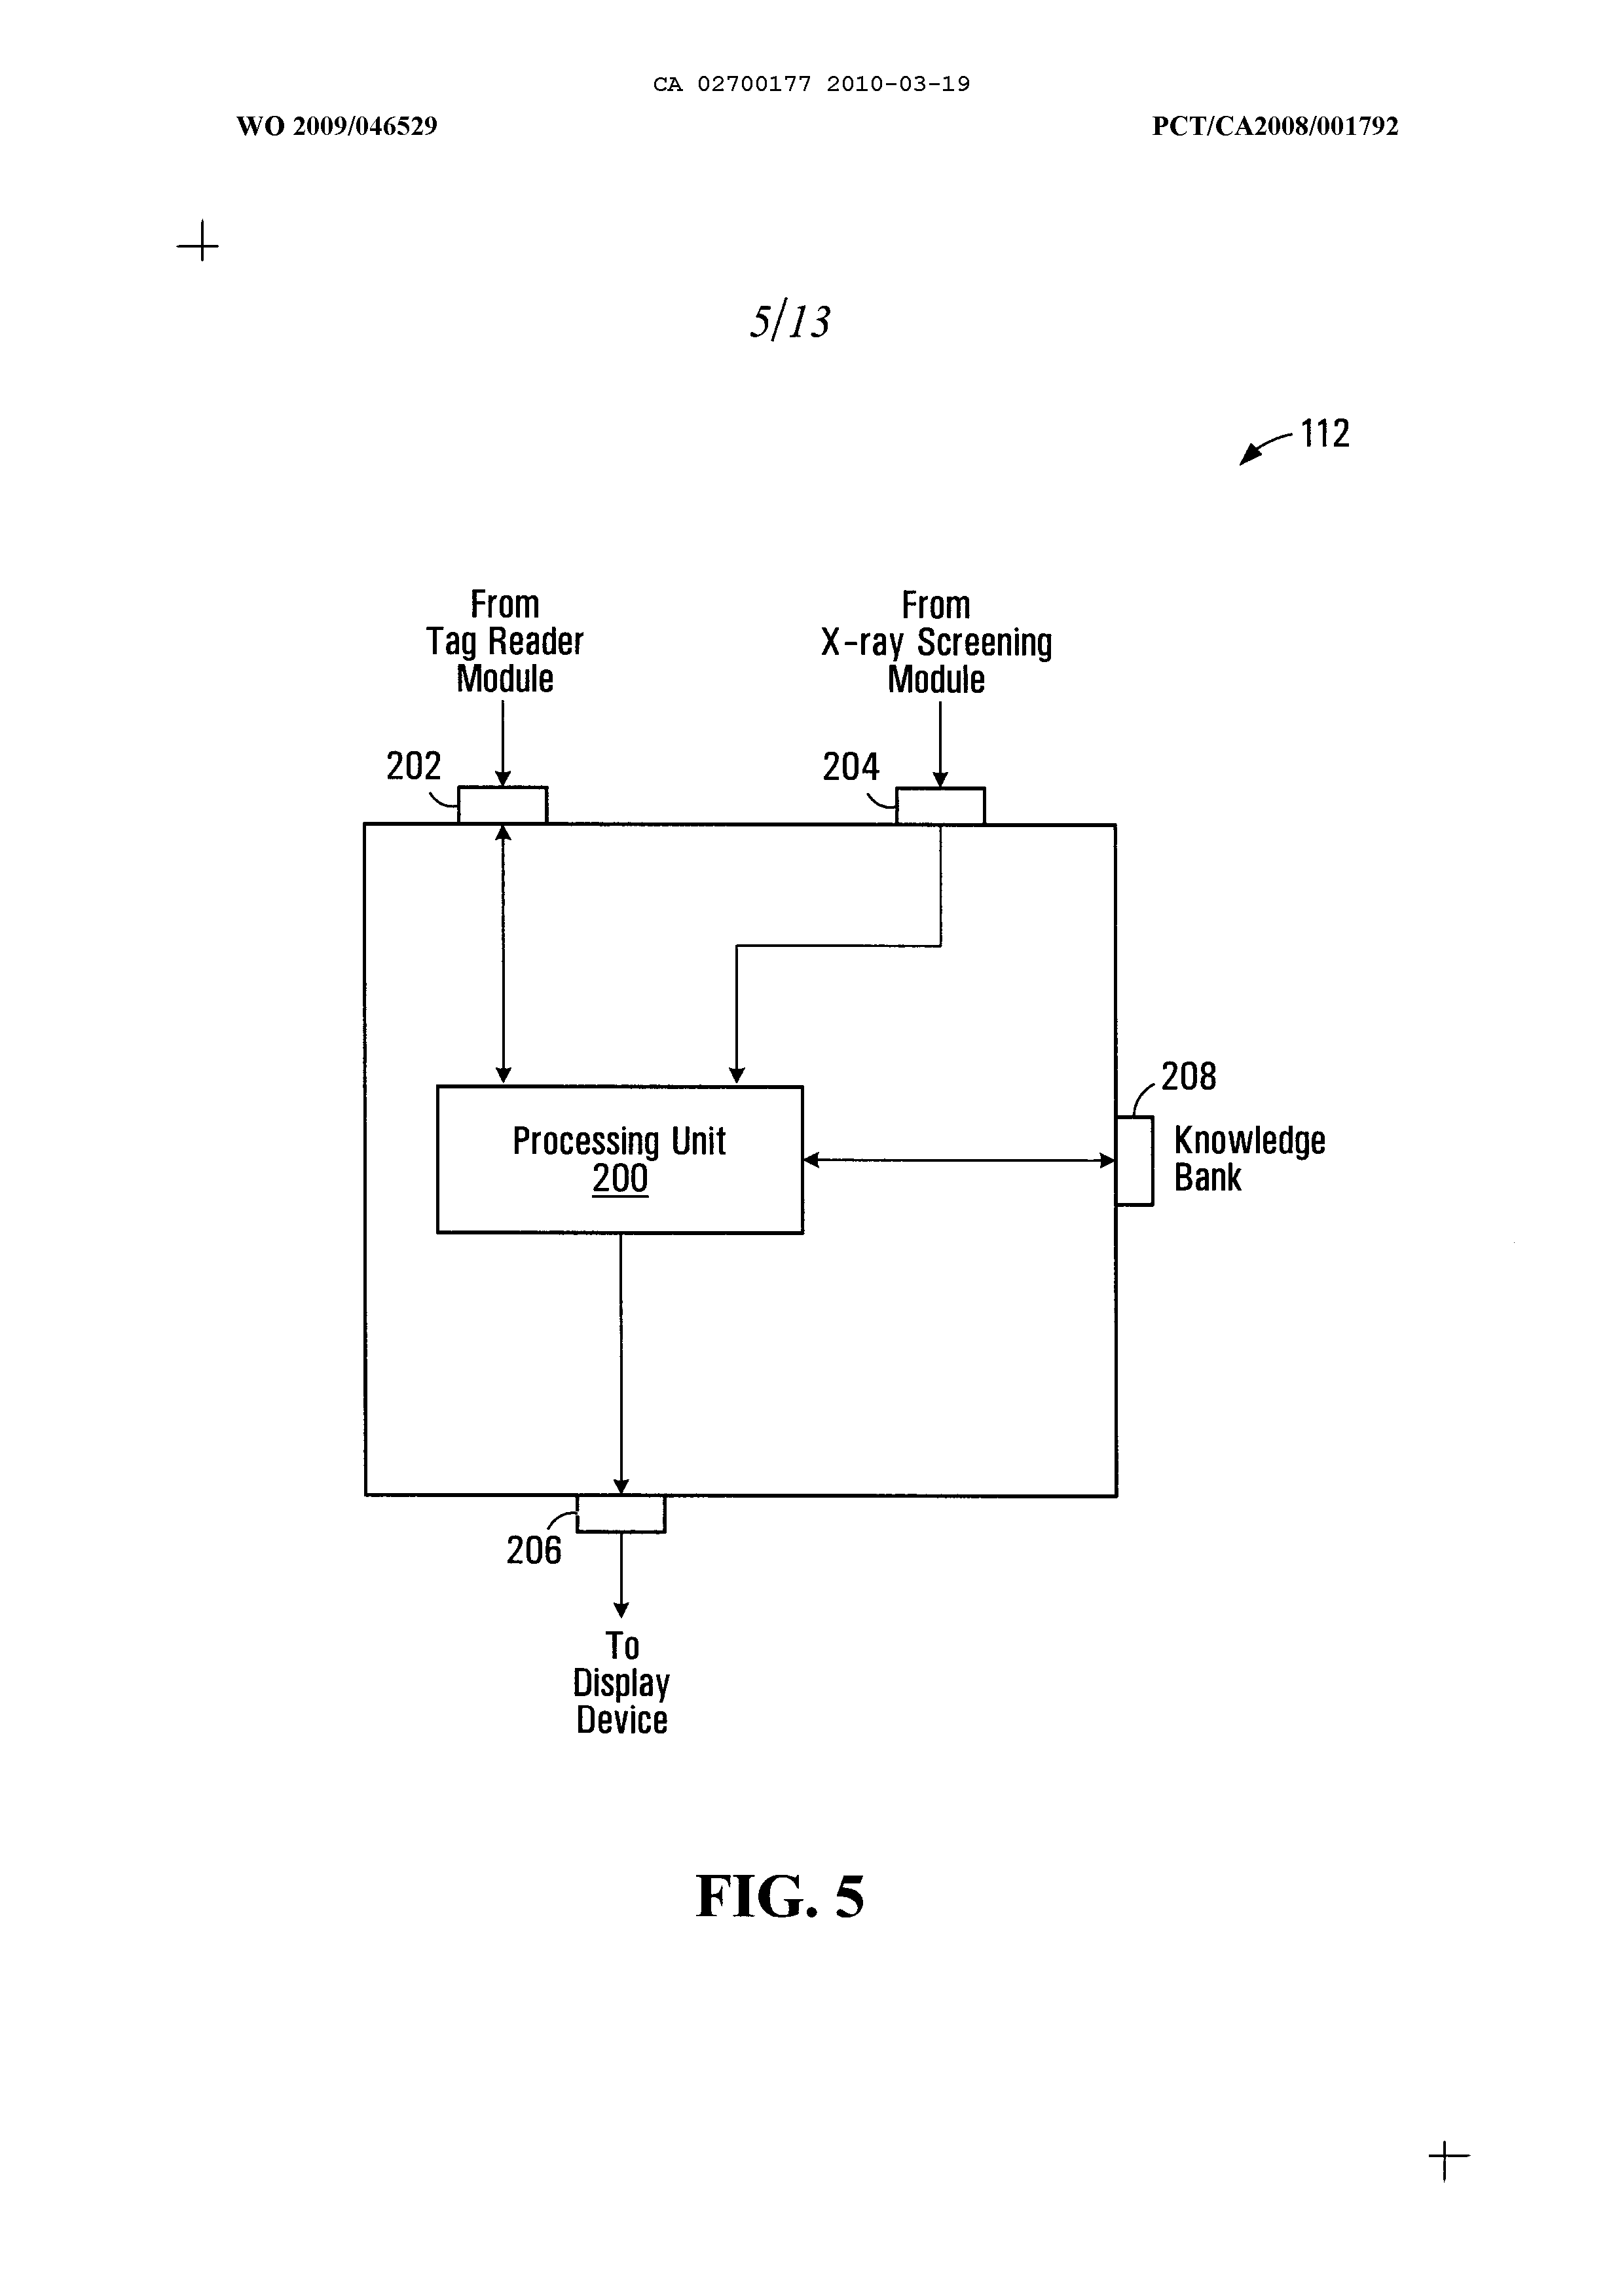 CA 02700177 2010-03-19
WO 2009/046529
PCT/CA2008/001792
5/13
112
From
Tag Reader
Module
From
X-ray Screening
Module
202
204
208
Knowledge
Bank
Processing Unit
200
206
To
Display
Device
FIG. 5